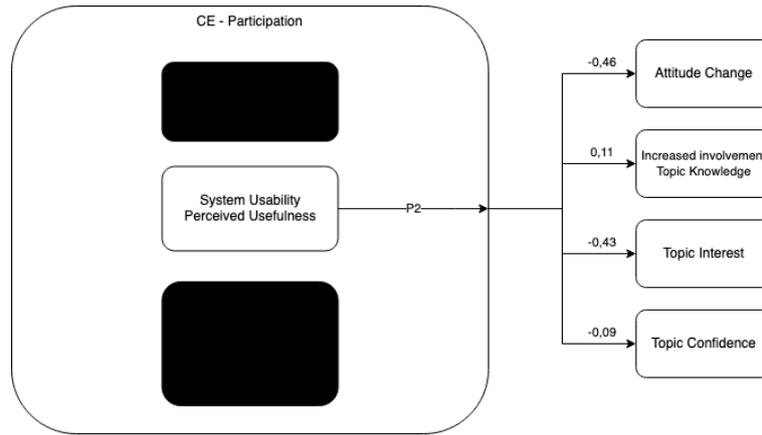 CE - Participation
System Usability
Perceived Usefulness
P2
-0,46
Attitude Change
0,11
Increased involvemen
Topic Knowledge
-0,43
Topic Interest
-0,09
Topic Confidence